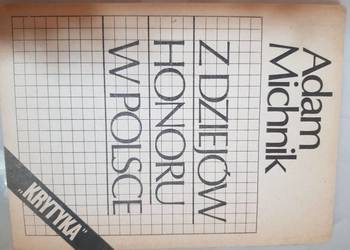 Adam
Michnik
Z DZIEJÓW
HONORU
W POLSCE
„KRYTYKA”